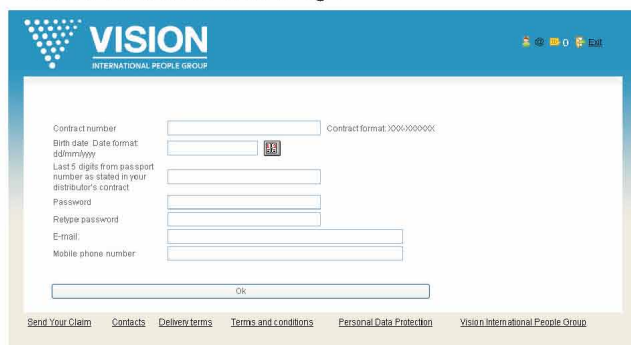 VISION
INTERNATIONAL PEOPLE GROUP
@ 0 Exit
Contract number
Contract format: XXX-XXXXXX
Birth date. Date format:
dd/mm/yyyy
Last 5 digits from passport
number as stated in your
distributor's contract
Password
Retype password
E-mail:
Mobile phone number
Ok
Send Your Claim Contacts Delivery terms Terms and conditions Personal Data Protection Vision International People Group